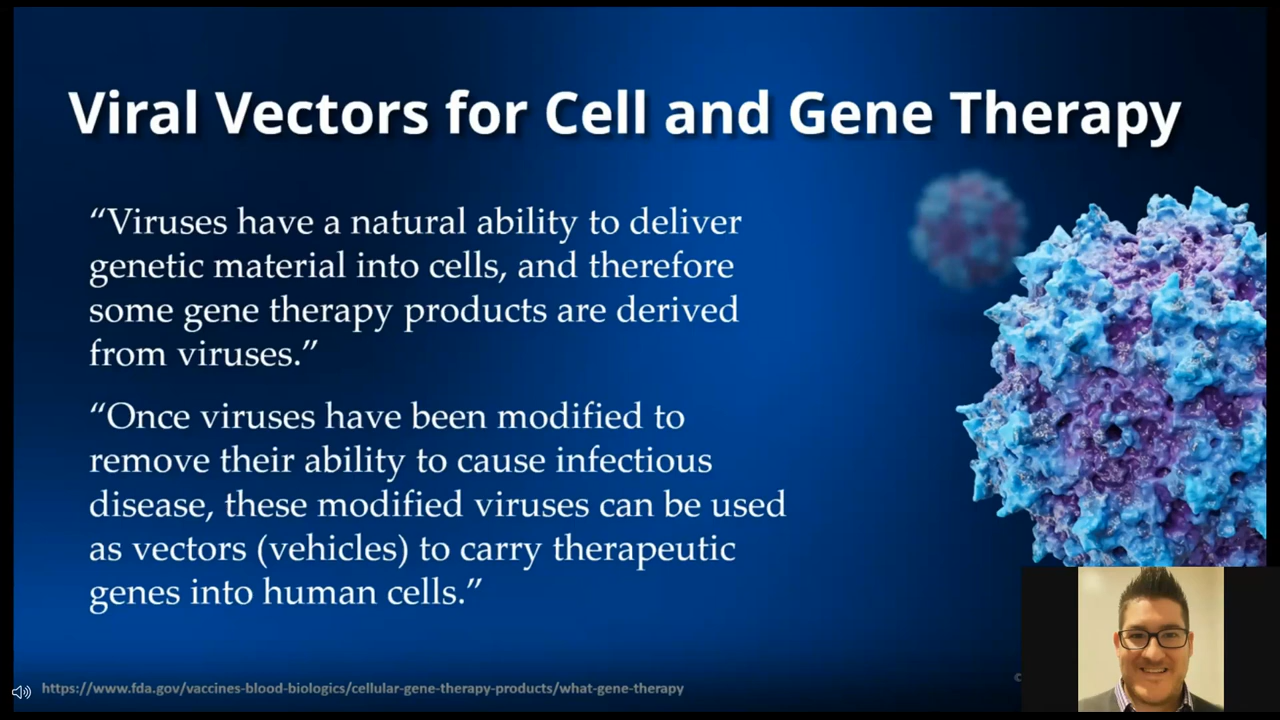 Viral Vectors for Cell and Gene Therapy
“Viruses have a natural ability to deliver
genetic material into cells, and therefore
some gene therapy products are derived
from viruses.”
“Once viruses have been modified to
remove their ability to cause infectious
disease, these modified viruses can be used
as vectors (vehicles) to carry therapeutic
genes into human cells.”
https://www.fda.gov/vaccines-blood-biologics/cellular-gene-therapy-products/what-gene-therapy